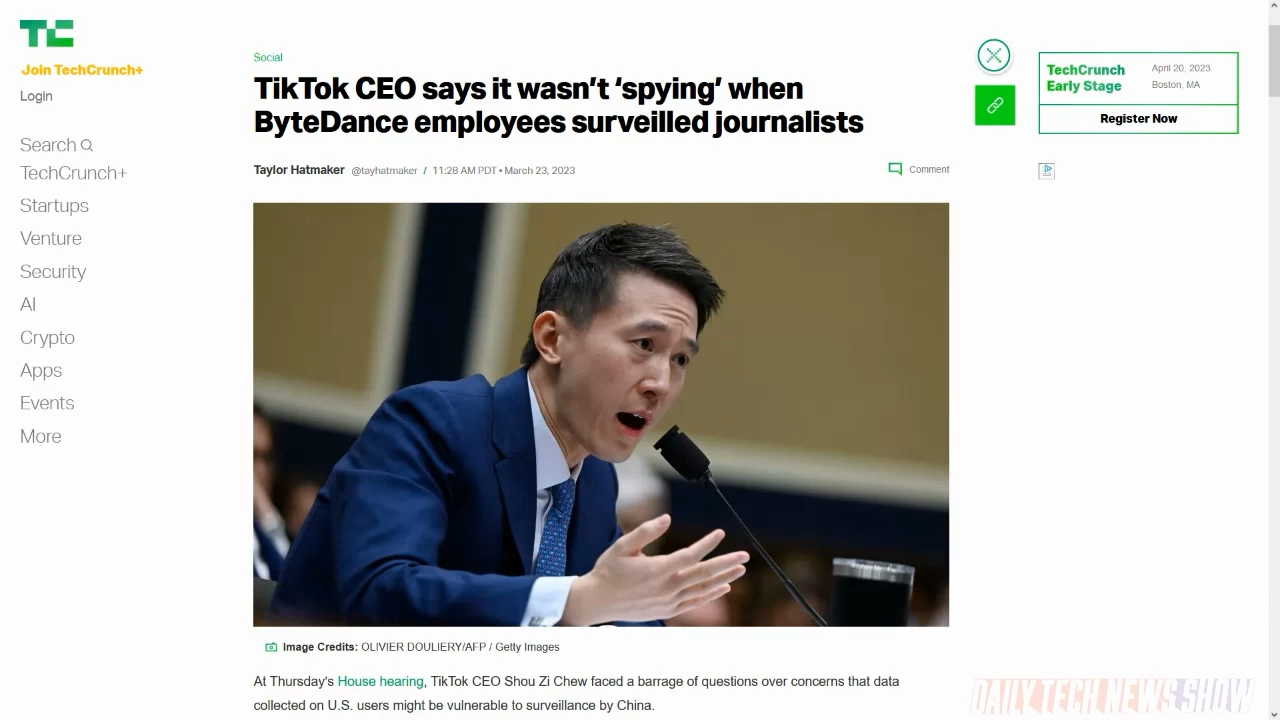 TC
Join TechCrunch+
Login
Search
TechCrunch+
Startups
Venture
Security
AI
Crypto
Apps
Events
More
Social
TikTok CEO says it wasn't ‘spying’ when
ByteDance employees surveilled journalists
Taylor Hatmaker @tayhatmaker / 11:28 AM PDT • March 23, 2023
Comment
Image Credits: OLIVIER DOULIERY/AFP / Getty Images
At Thursday's House hearing, TikTok CEO Shou Zi Chew faced a barrage of questions over concerns that data
collected on U.S. users might be vulnerable to surveillance by China.
TechCrunch
Early Stage
April 20, 2023
Boston, MA
Register Now
DAILY TECH NEWS SHOW